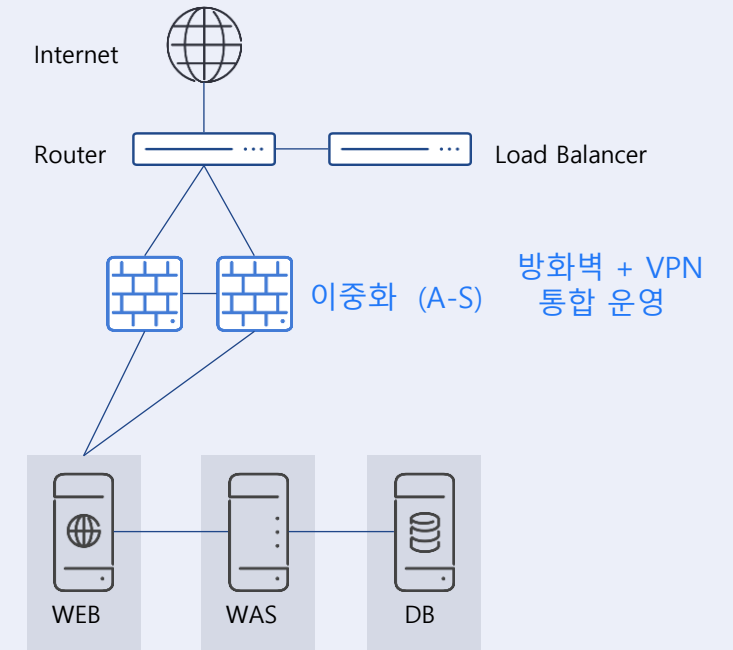 Internet
Router
Load Balancer
이중화 (A-S)
방화벽 + VPN
통합 운영
WEB
WAS
DB